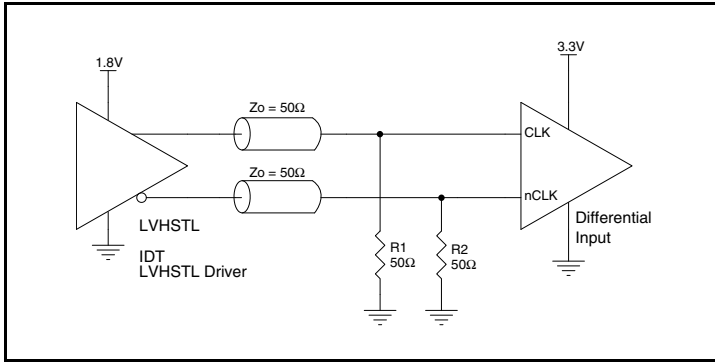 1.8V
3.3V
Zo = 50Ω
CLK
Zo = 50Ω
nCLK
LVHSTL
IDT
LVHSTL Driver
R1
50Ω
R2
50Ω
Differential
Input